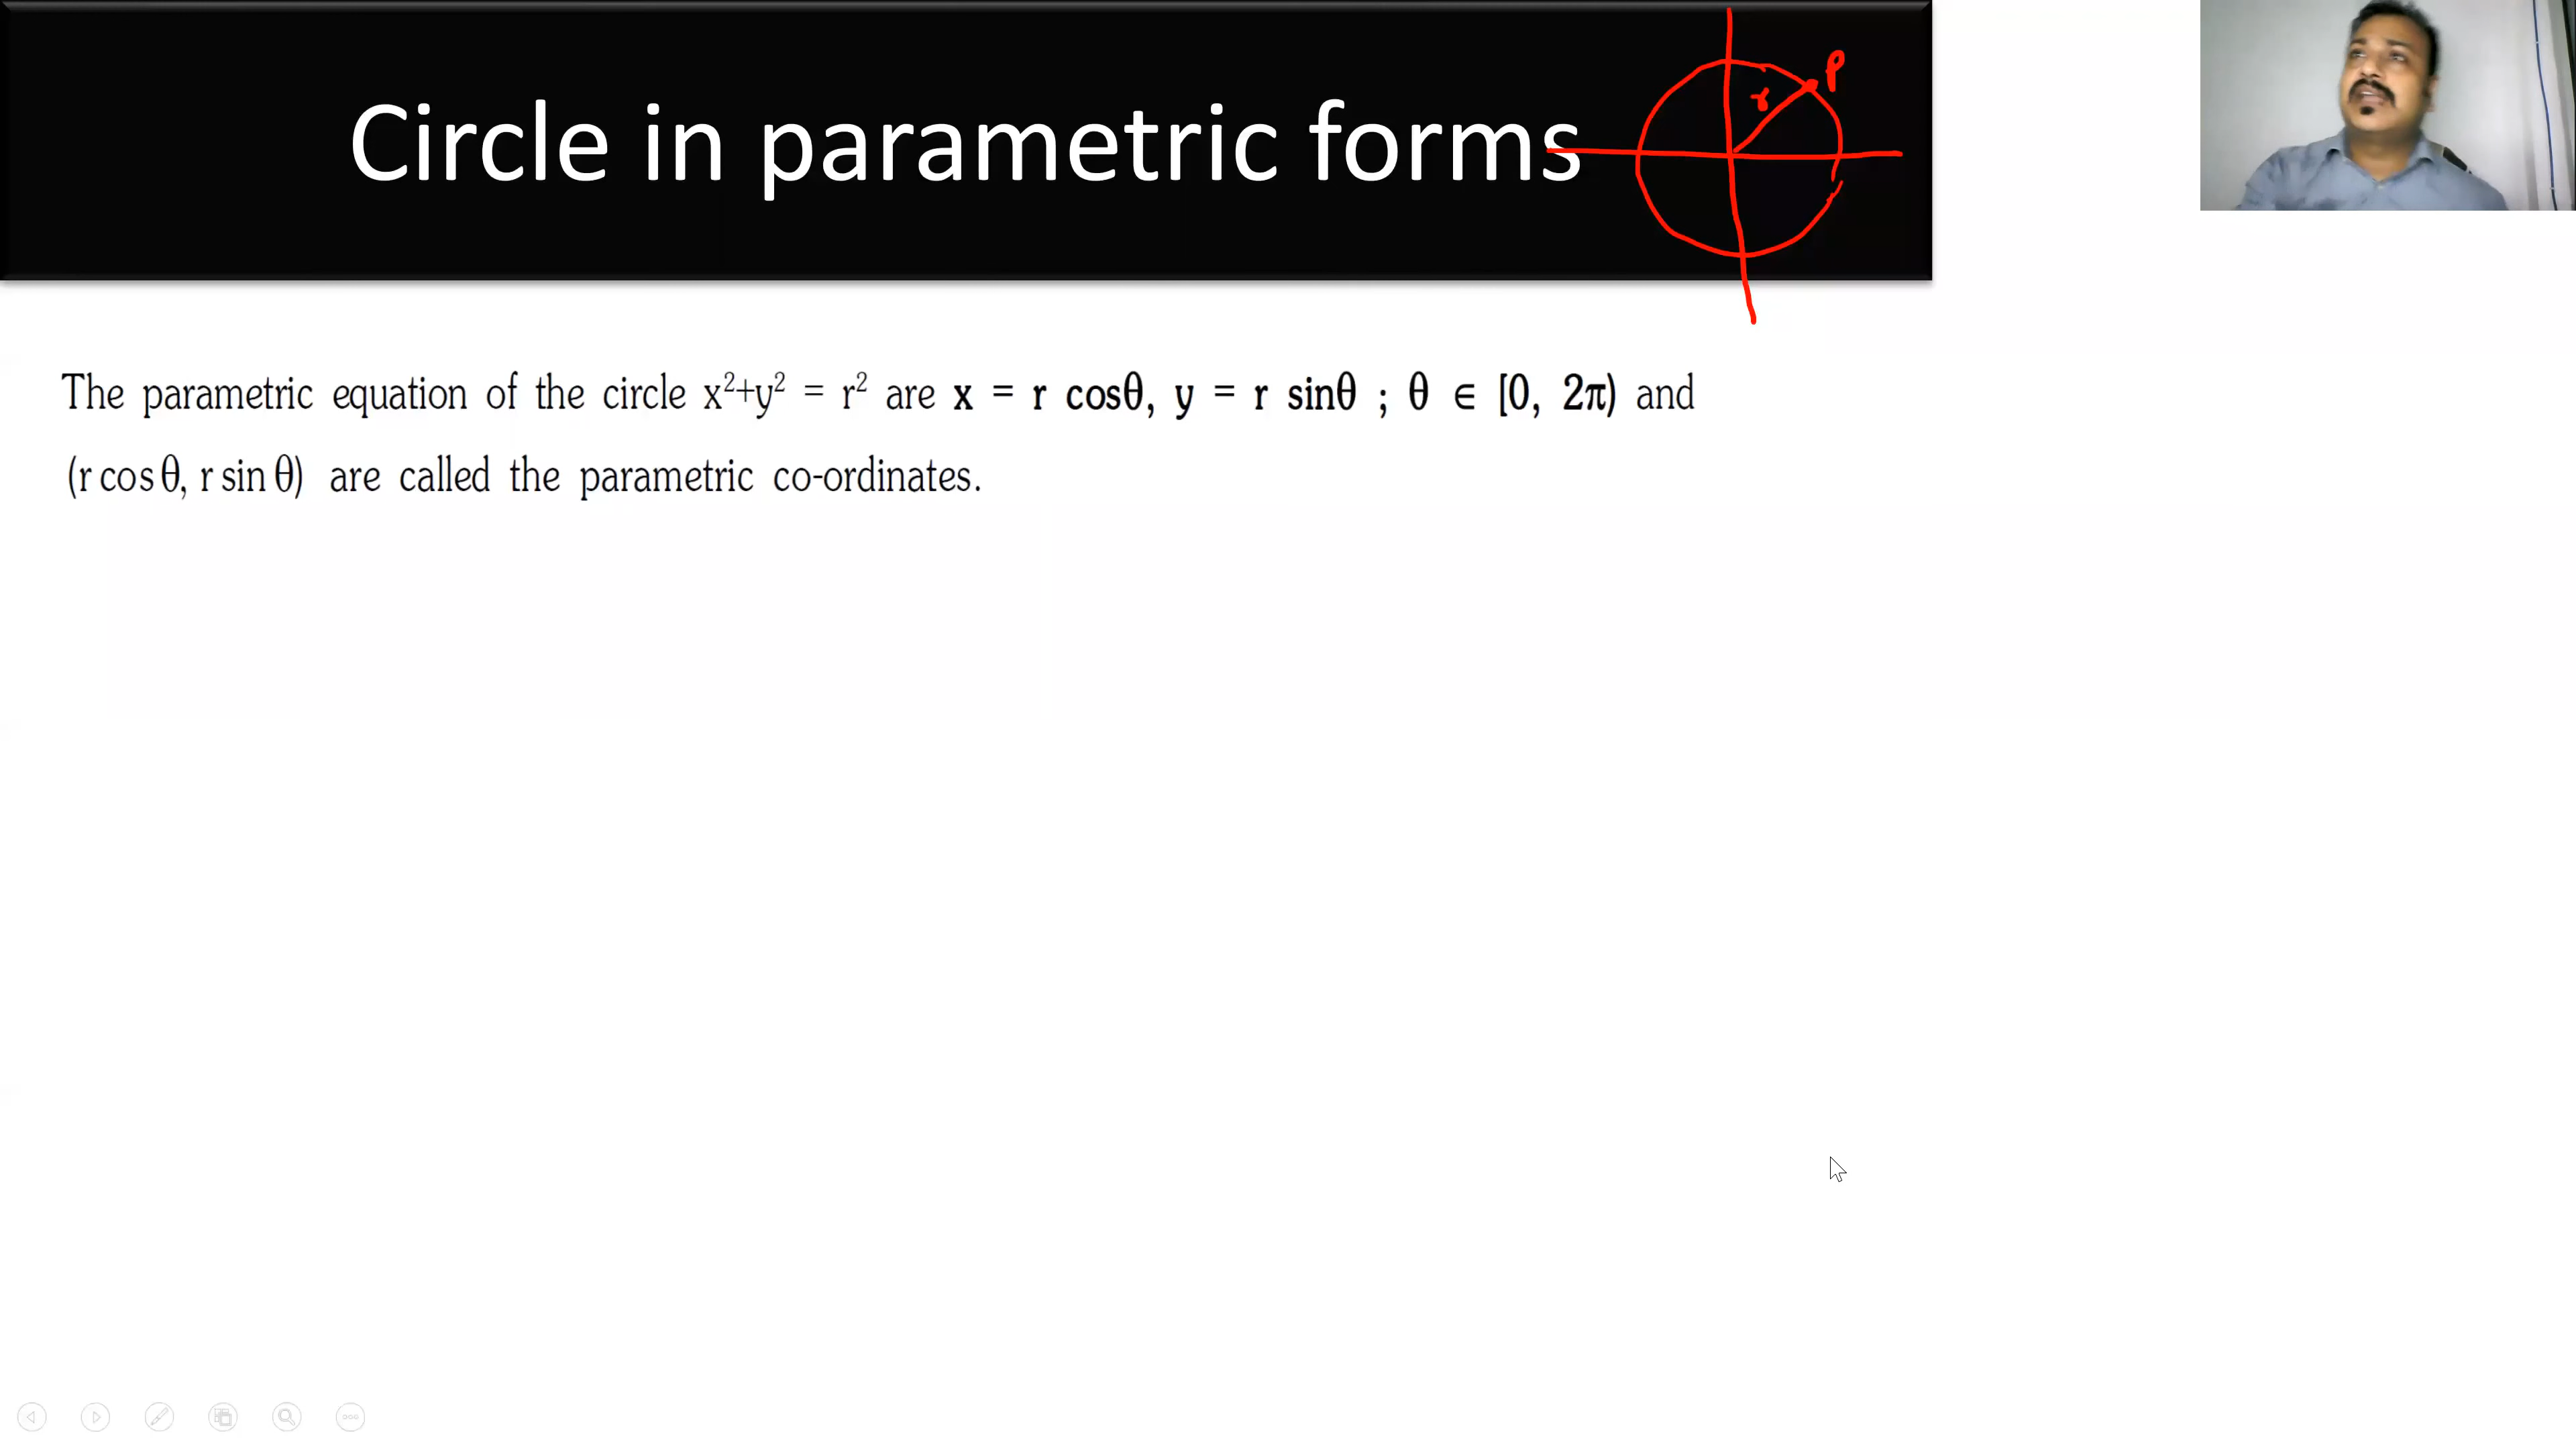 Circle in parametric forms
P
r
The parametric equation of the circle x²+y² = r² are x = r cosθ, y = r sinθ ; θ ∈ [0, 2π) and
(r cos θ, r sin θ) are called the parametric co-ordinates.